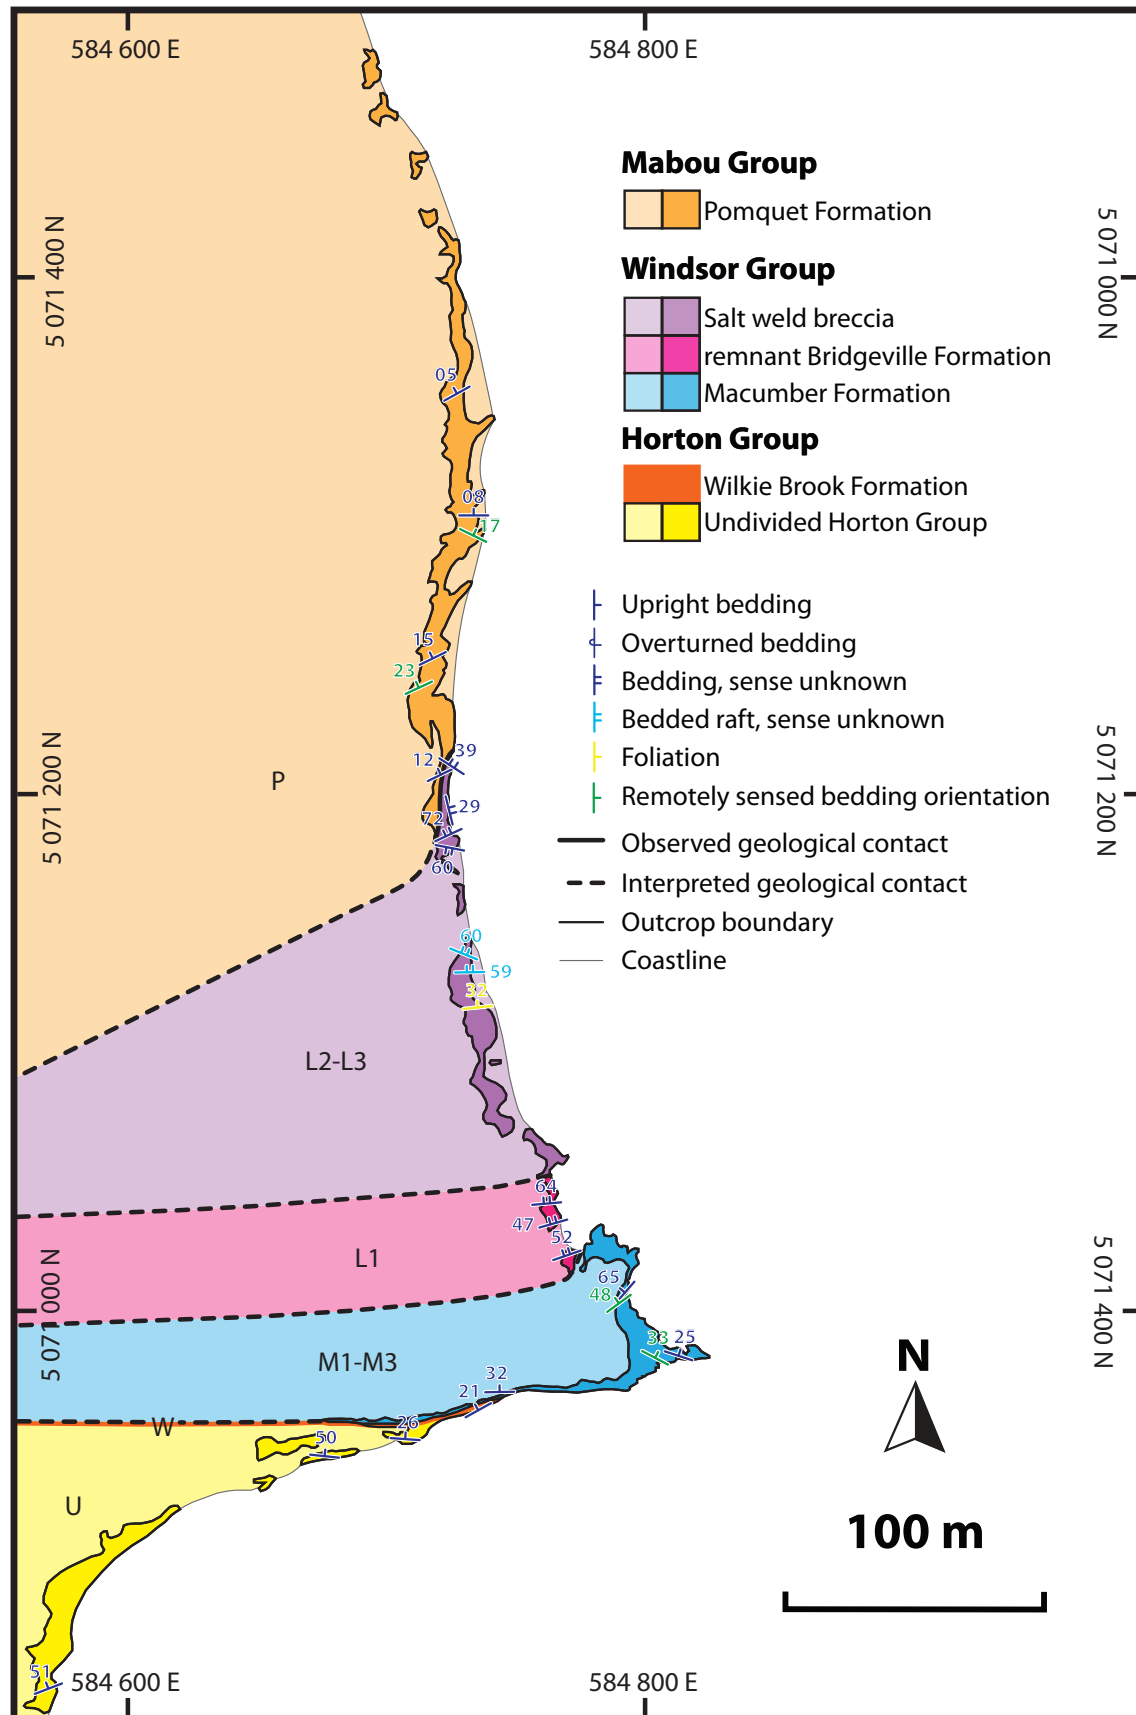 584 600 E
584 800 E
Mabou Group
Pomquet Formation
5 071 400 N
5 071 000 N
Windsor Group
Salt weld breccia
remnant Bridgeville Formation
Macumber Formation
05
Horton Group
Wilkie Brook Formation
08
17
Undivided Horton Group
Upright bedding
15
Overturned bedding
23
Bedding, sense unknown
Bedded raft, sense unknown
39
12
Foliation
5 071 200 N
P
5 071 200 N
Remotely sensed bedding orientation
29
72
Observed geological contact
60
Interpreted geological contact
Outcrop boundary
60
Coastline
59
32
L2-L3
64
47
52
L1
65
48
5 071 000 N
5 071 400 N
33
25
M1-M3
N
32
21
W
26
50
U
100 m
51
584 600 E
584 800 E